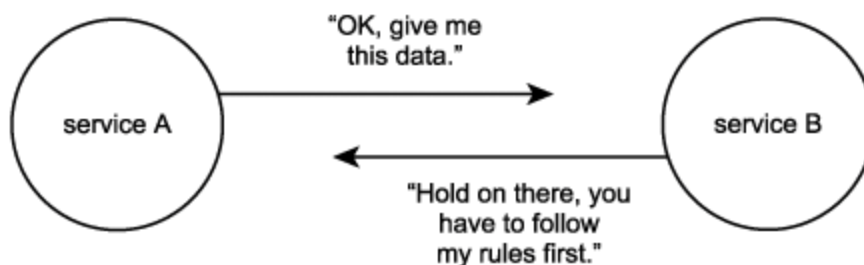 “OK, give me
this data.”
service A
service B
“Hold on there, you
have to follow
my rules first.”